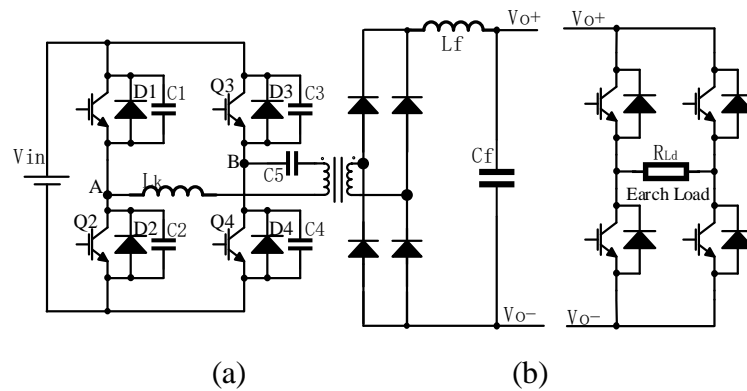 Vin
A
B
Lk
D1
C1
Q3
D3
C3
Q2
D2
C2
Q4
D4
C4
C5
Lf
Cf
Vo+
Vo-
Vo+
RLd
Earch Load
Vo-
(a)
(b)